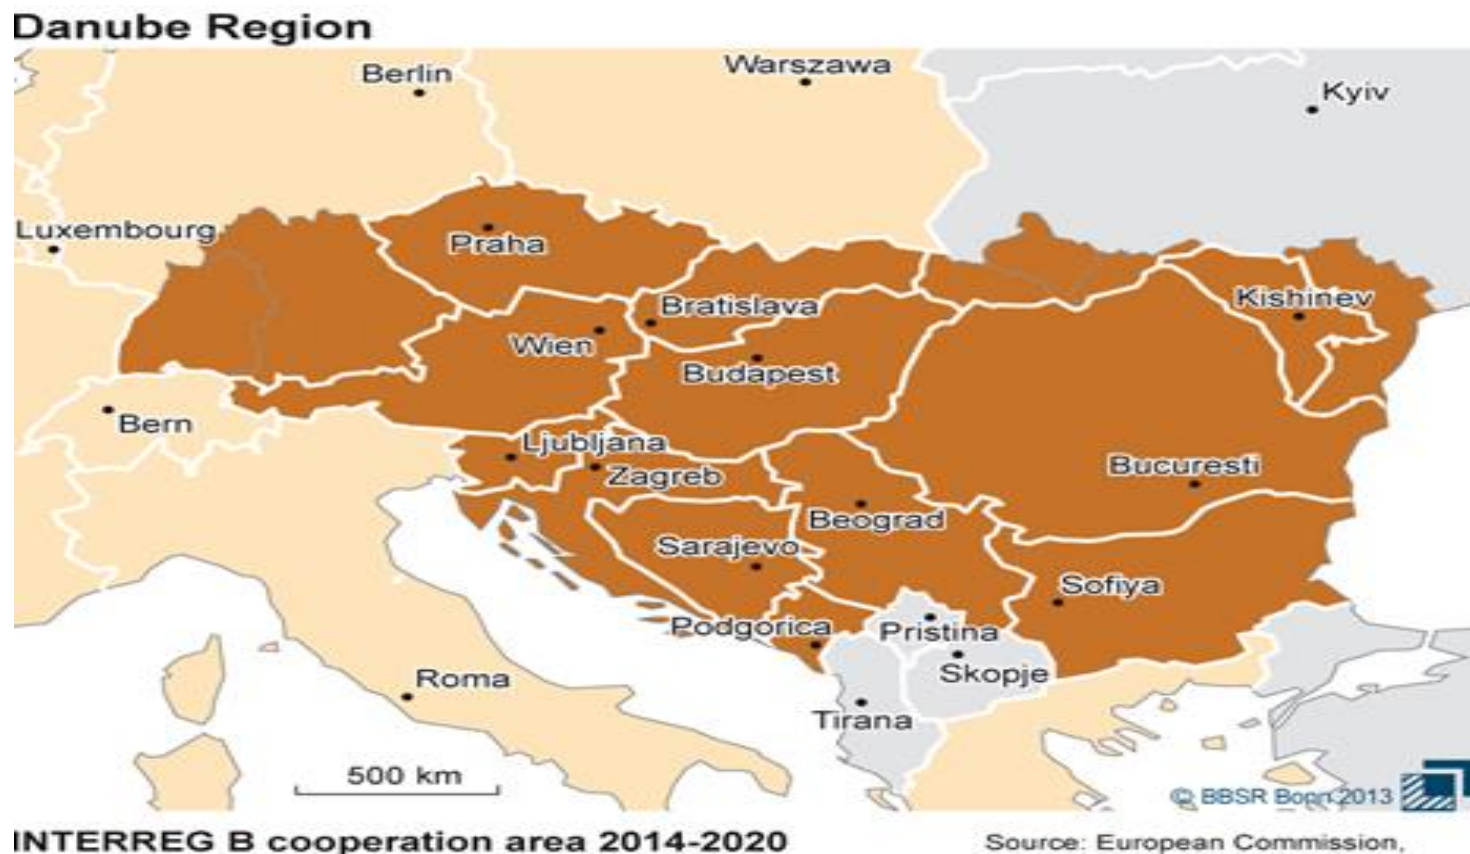 Danube Region
Berlin
Warszawa
Kyiv
Luxembourg
Praha
Bratislava
Kishinev
Wien
Budapest
Bern
Ljubljana
Zagreb
Bucuresti
Beograd
Sarajevo
Sofiya
Podgorica
Pristina
Skopje
Roma
Tirana
500 km
© BBSR Bonn 2013
INTERREG B cooperation area 2014-2020
Source: European Commission,